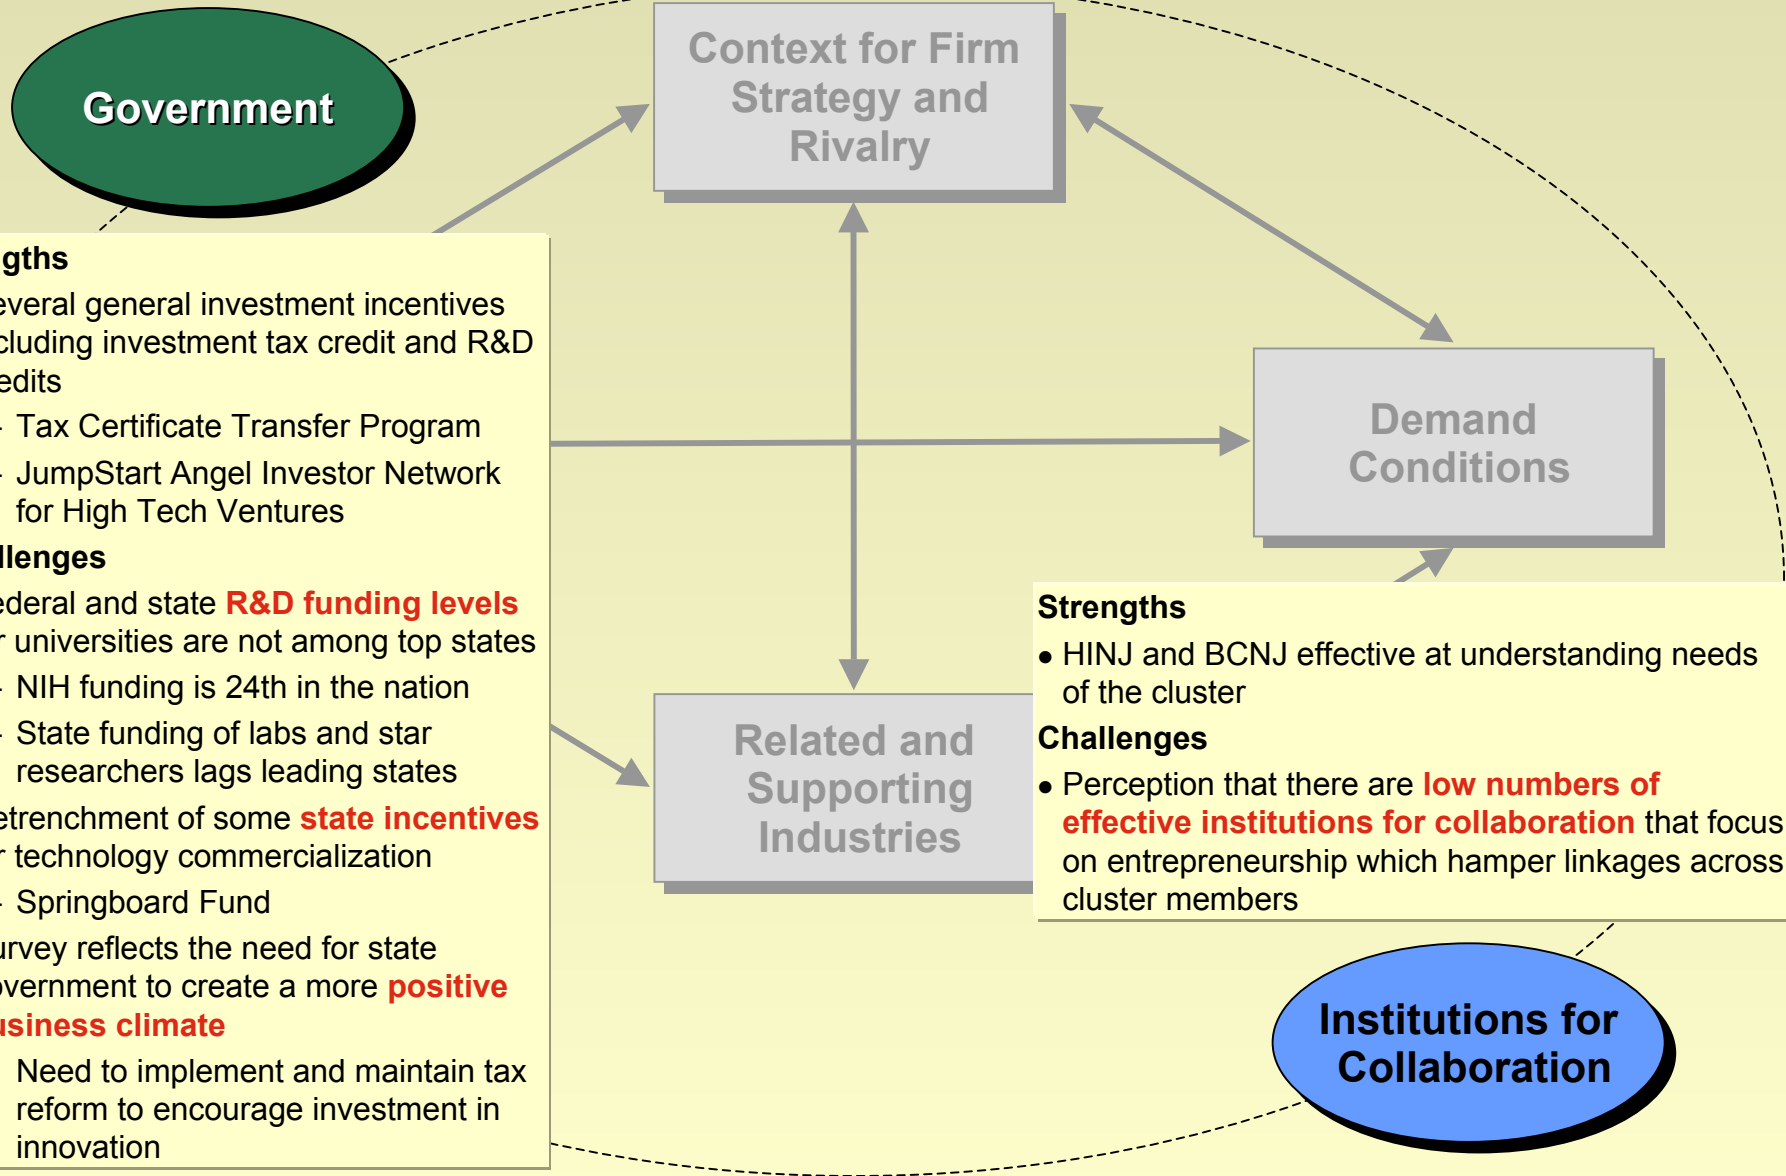 Government
Context for Firm
Strategy and
Rivalry
gths
everal general investment incentives
cluding investment tax credit and R&D
edits
- Tax Certificate Transfer Program
- JumpStart Angel Investor Network
for High Tech Ventures
llenges
ederal and state R&D funding levels
r universities are not among top states
- NIH funding is 24th in the nation
- State funding of labs and star
researchers lags leading states
etrenchment of some state incentives
r technology commercialization
- Springboard Fund
urvey reflects the need for state
overnment to create a more positive
usiness climate
Need to implement and maintain tax
reform to encourage investment in
innovation
Demand
Conditions
Related and
Supporting
Industries
Strengths
● HINJ and BCNJ effective at understanding needs
of the cluster
Challenges
● Perception that there are low numbers of
effective institutions for collaboration that focus
on entrepreneurship which hamper linkages across
cluster members
Institutions for
Collaboration